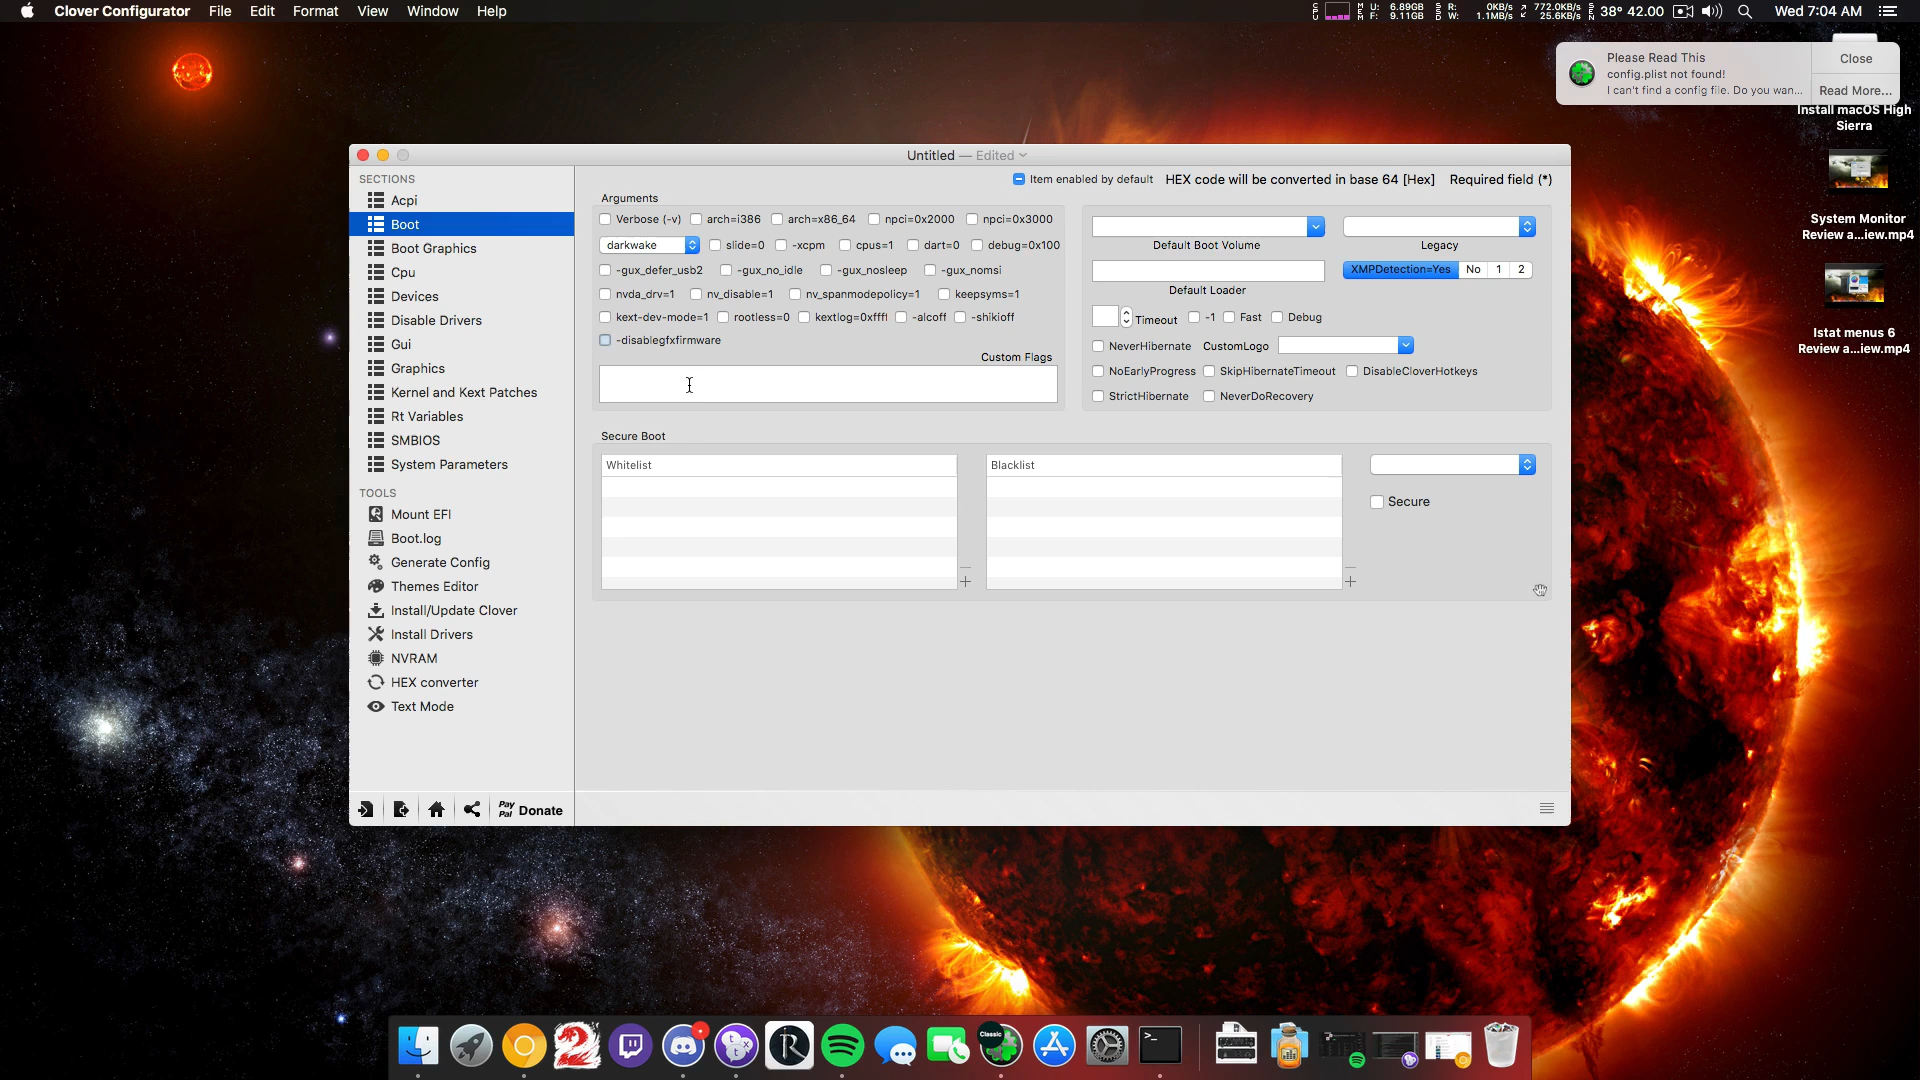 Clover Configurator File Edit Format View Window Help
CPU MEM U: 6.89GB F: 9.11GB SSD R: 0KB/s W: 1.1MB/s 772.0KB/s 25.6KB/s SEN 38° 42.00 Wed 7:04 AM
Please Read This
config.plist not found!
I can't find a config file. Do you wan...
Close
Read More...
Install macOS High
Sierra
System Monitor
Review a...iew.mp4
Istat menus 6
Review a...iew.mp4
Untitled — Edited
SECTIONS
Acpi
Boot
Boot Graphics
Cpu
Devices
Disable Drivers
Gui
Graphics
Kernel and Kext Patches
Rt Variables
SMBIOS
System Parameters
TOOLS
Mount EFI
Boot.log
Generate Config
Themes Editor
Install/Update Clover
Install Drivers
NVRAM
HEX converter
Text Mode
Pay
Pal Donate
Item enabled by default HEX code will be converted in base 64 [Hex] Required field (*)
Arguments
Verbose (-v) arch=i386 arch=x86_64 npci=0x2000 npci=0x3000
darkwake slide=0 -xcpm cpus=1 dart=0 debug=0x100
-gux_defer_usb2 -gux_no_idle -gux_nosleep -gux_nomsi
nvda_drv=1 nv_disable=1 nv_spanmodepolicy=1 keepsyms=1
kext-dev-mode=1 rootless=0 kextlog=0xffff -alcoff -shikioff
-disablegfxfirmware
Custom Flags
Default Boot Volume Legacy
XMPDetection=Yes No 1 2
Default Loader
Timeout -1 Fast Debug
NeverHibernate CustomLogo
NoEarlyProgress SkipHibernateTimeout DisableCloverHotkeys
StrictHibernate NeverDoRecovery
Secure Boot
Whitelist Blacklist
Secure
Classic